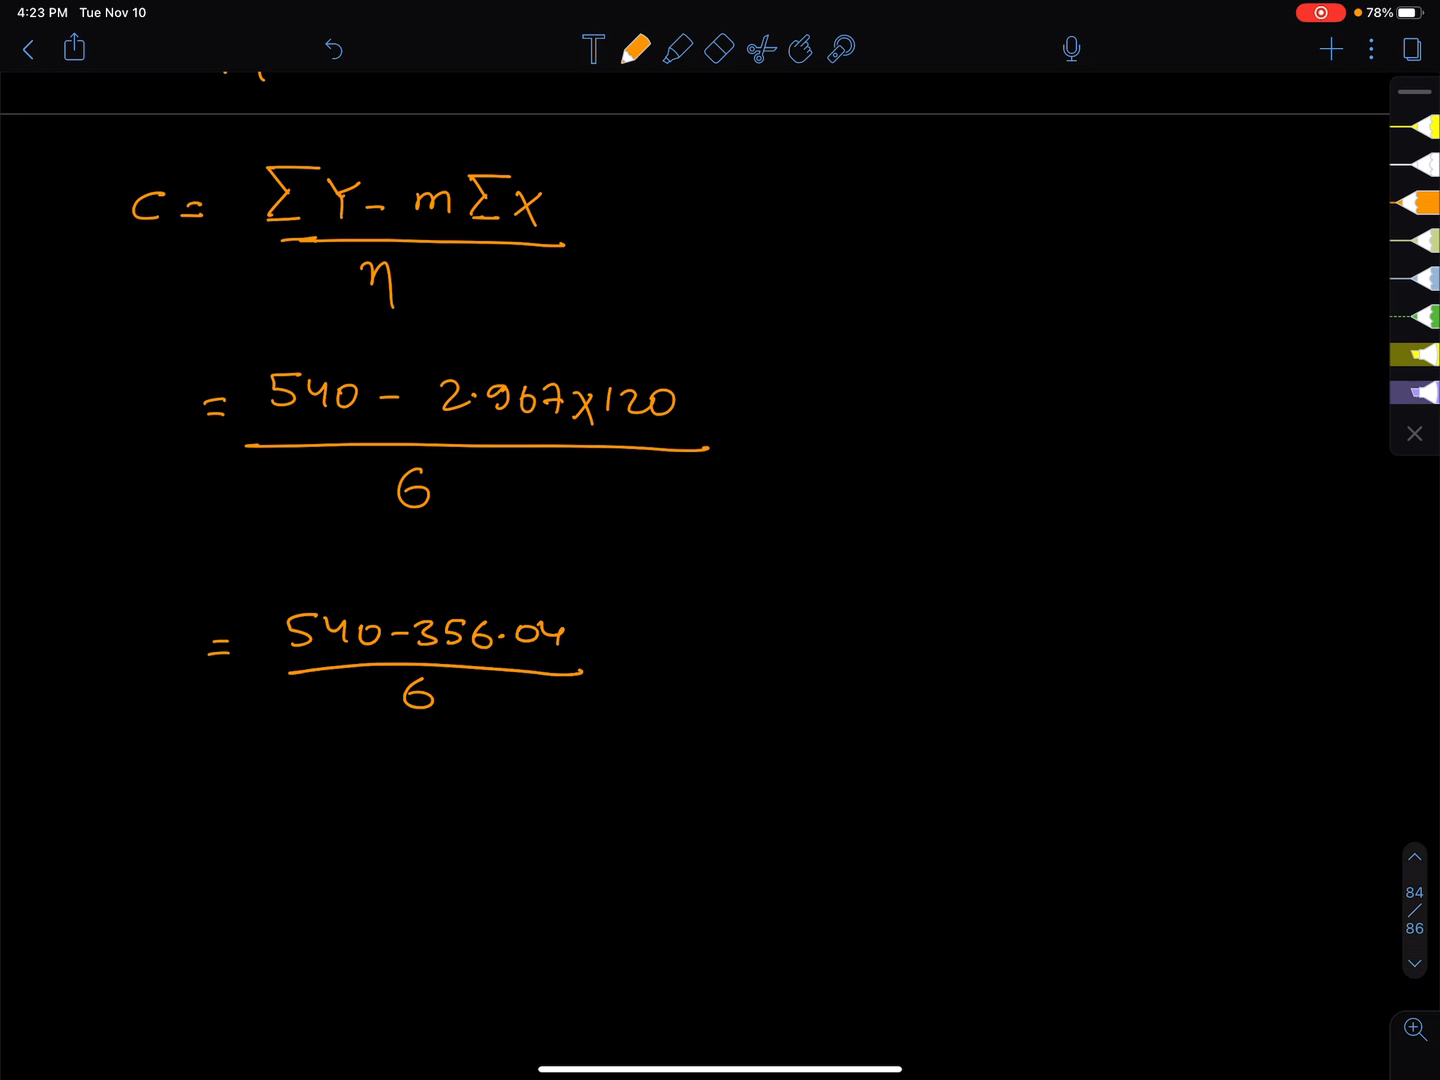 4:23 PM Tue Nov 10 78%
T
C = ΣY - mΣX
n
= 540 - 2.967x120
6
= 540-356.04
6
84
/
86